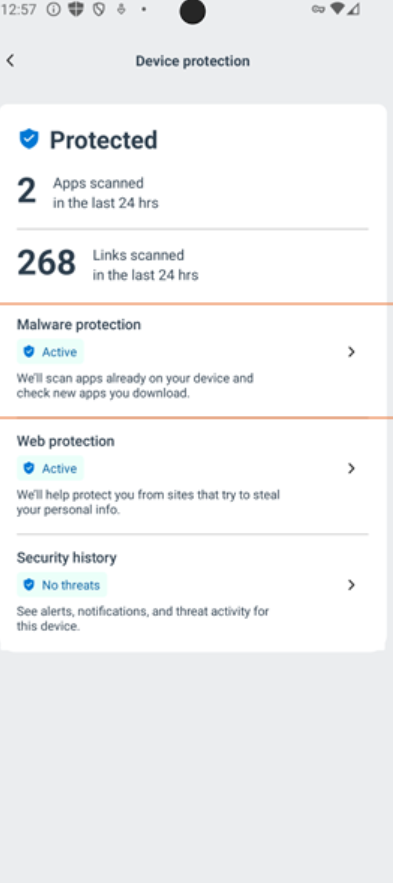 12:57
Device protection
Protected
2 Apps scanned
in the last 24 hrs
268 Links scanned
in the last 24 hrs
Malware protection
Active
We'll scan apps already on your device and
check new apps you download.
Web protection
Active
We'll help protect you from sites that try to steal
your personal info.
Security history
No threats
See alerts, notifications, and threat activity for
this device.